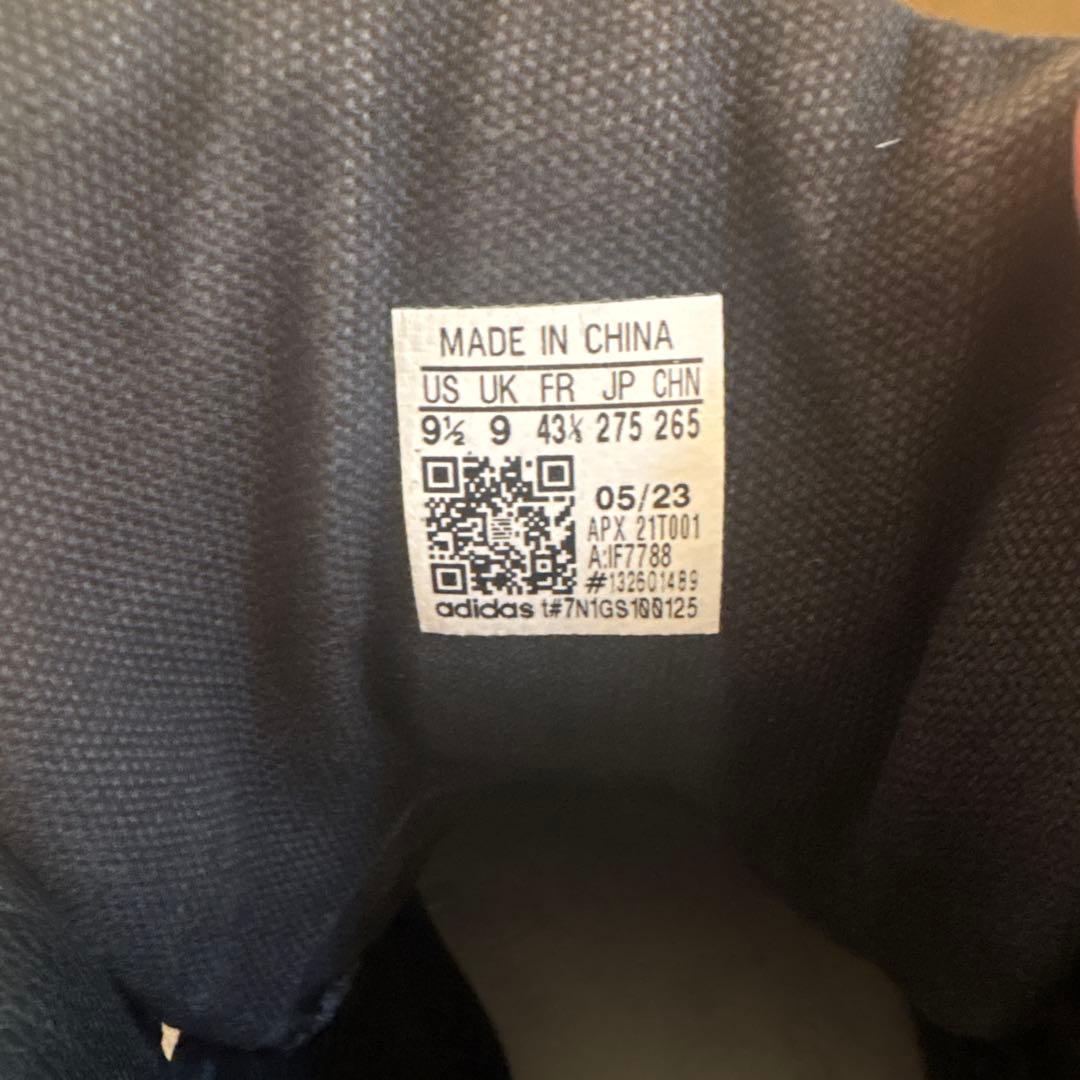 MADE IN CHINA
US UK FR JP CHN
9½ 9 43⅓ 275 265
05/23
APX 21T001
A:IF7788
#132601489
adidas t#7N1GS100125